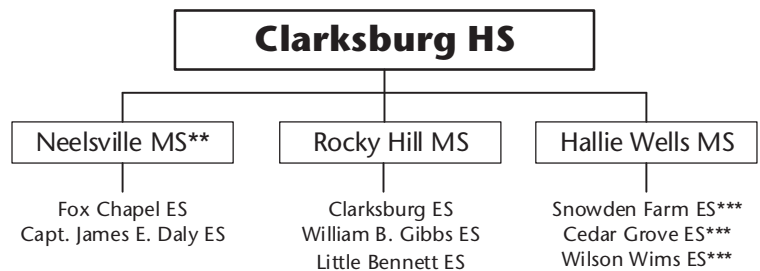 Clarksburg HS
Neelsville MS**
Rocky Hill MS
Hallie Wells MS
Fox Chapel ES
Capt. James E. Daly ES
Clarksburg ES
William B. Gibbs ES
Little Bennett ES
Snowden Farm ES***
Cedar Grove ES***
Wilson Wims ES***